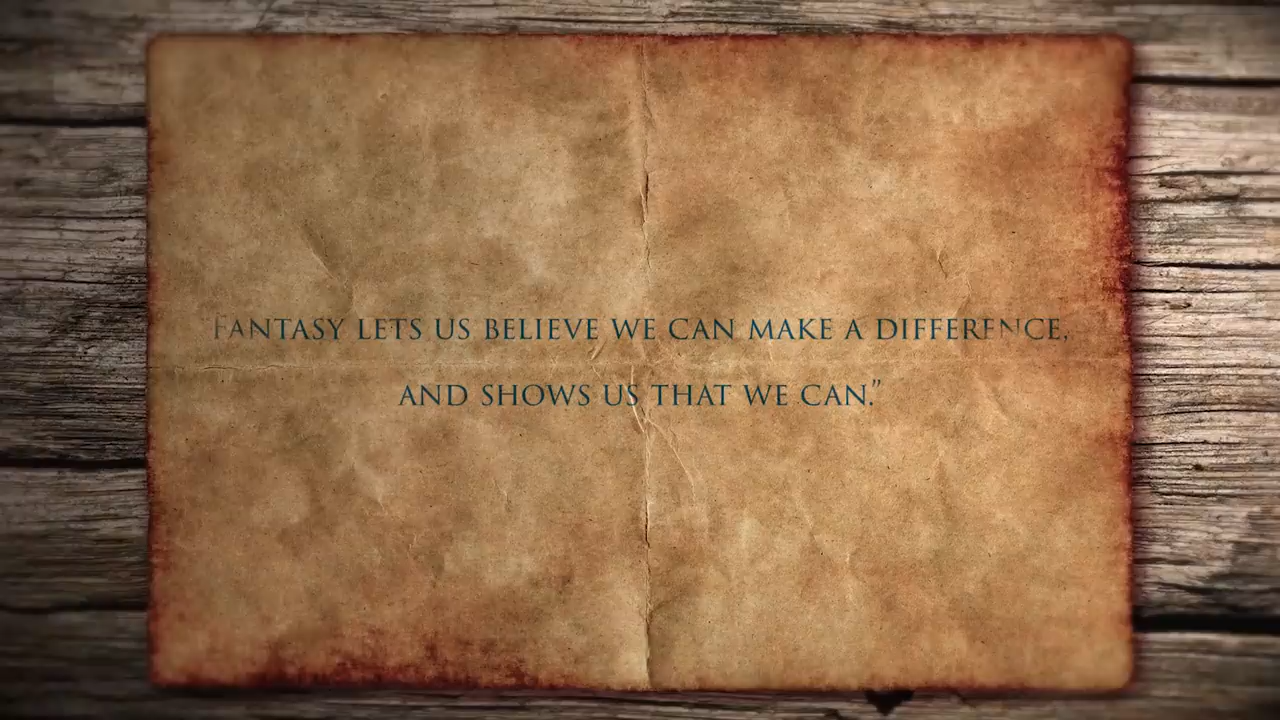 Fantasy lets us believe we can make a difference,
and shows us that we can.”